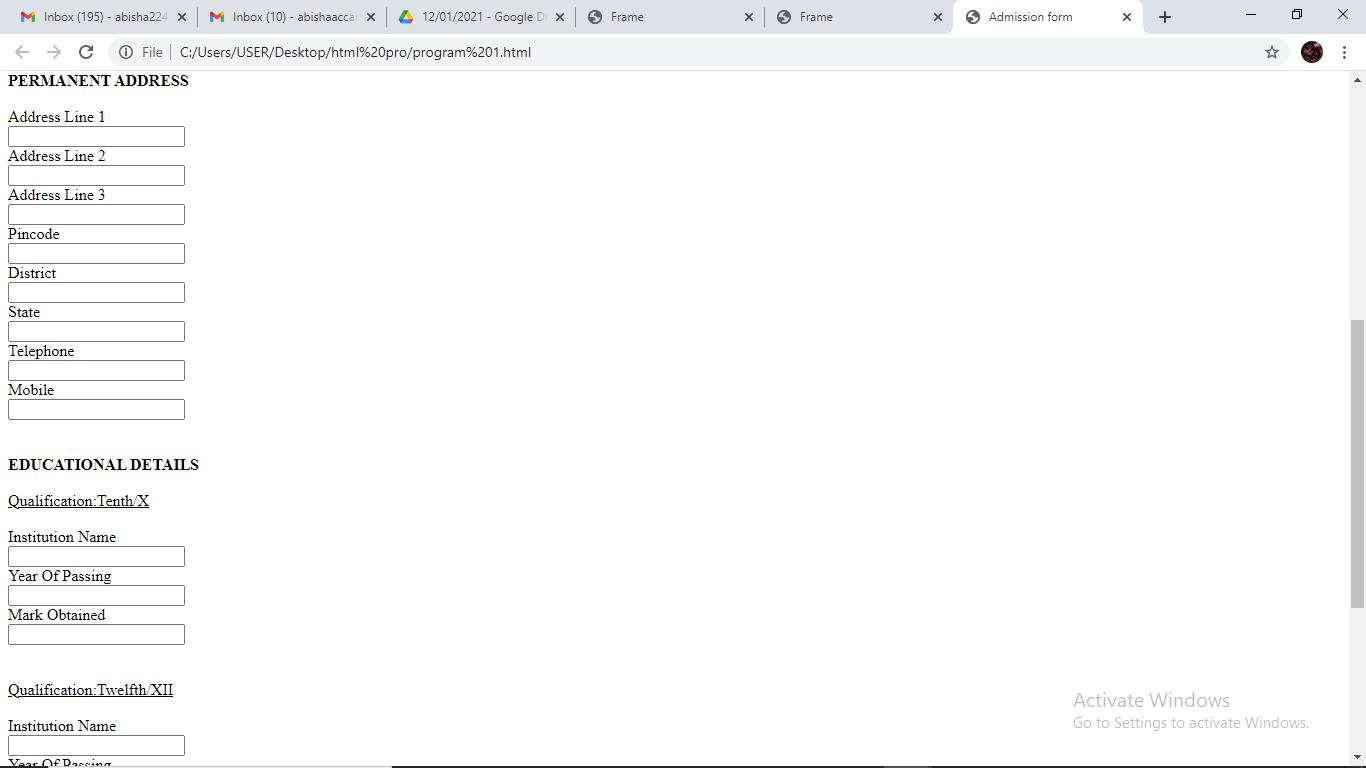 Inbox (195) - abisha224
Inbox (10) - abishaacca
12/01/2021 - Google D
Frame
Frame
Admission form
File
C:/Users/USER/Desktop/html%20pro/program%201.html
PERMANENT ADDRESS
Address Line 1
Address Line 2
Address Line 3
Pincode
District
State
Telephone
Mobile
EDUCATIONAL DETAILS
Qualification:Tenth/X
Institution Name
Year Of Passing
Mark Obtained
Qualification:Twelfth/XII
Institution Name
Year Of Passing
Activate Windows
Go to Settings to activate Windows.